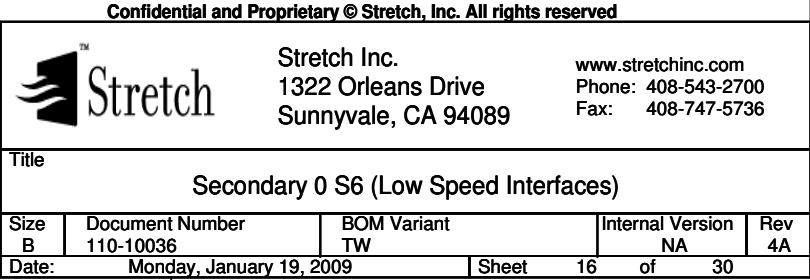 Confidential and Proprietary © Stretch, Inc. All rights reserved
™
Stretch
Stretch Inc.
1322 Orleans Drive
Sunnyvale, CA 94089
www.stretchinc.com
Phone: 408-543-2700
Fax: 408-747-5736
Title
Secondary 0 S6 (Low Speed Interfaces)
Size Document Number BOM Variant Internal Version Rev
B 110-10036 TW NA 4A
Date: Monday, January 19, 2009 Sheet 16 of 30